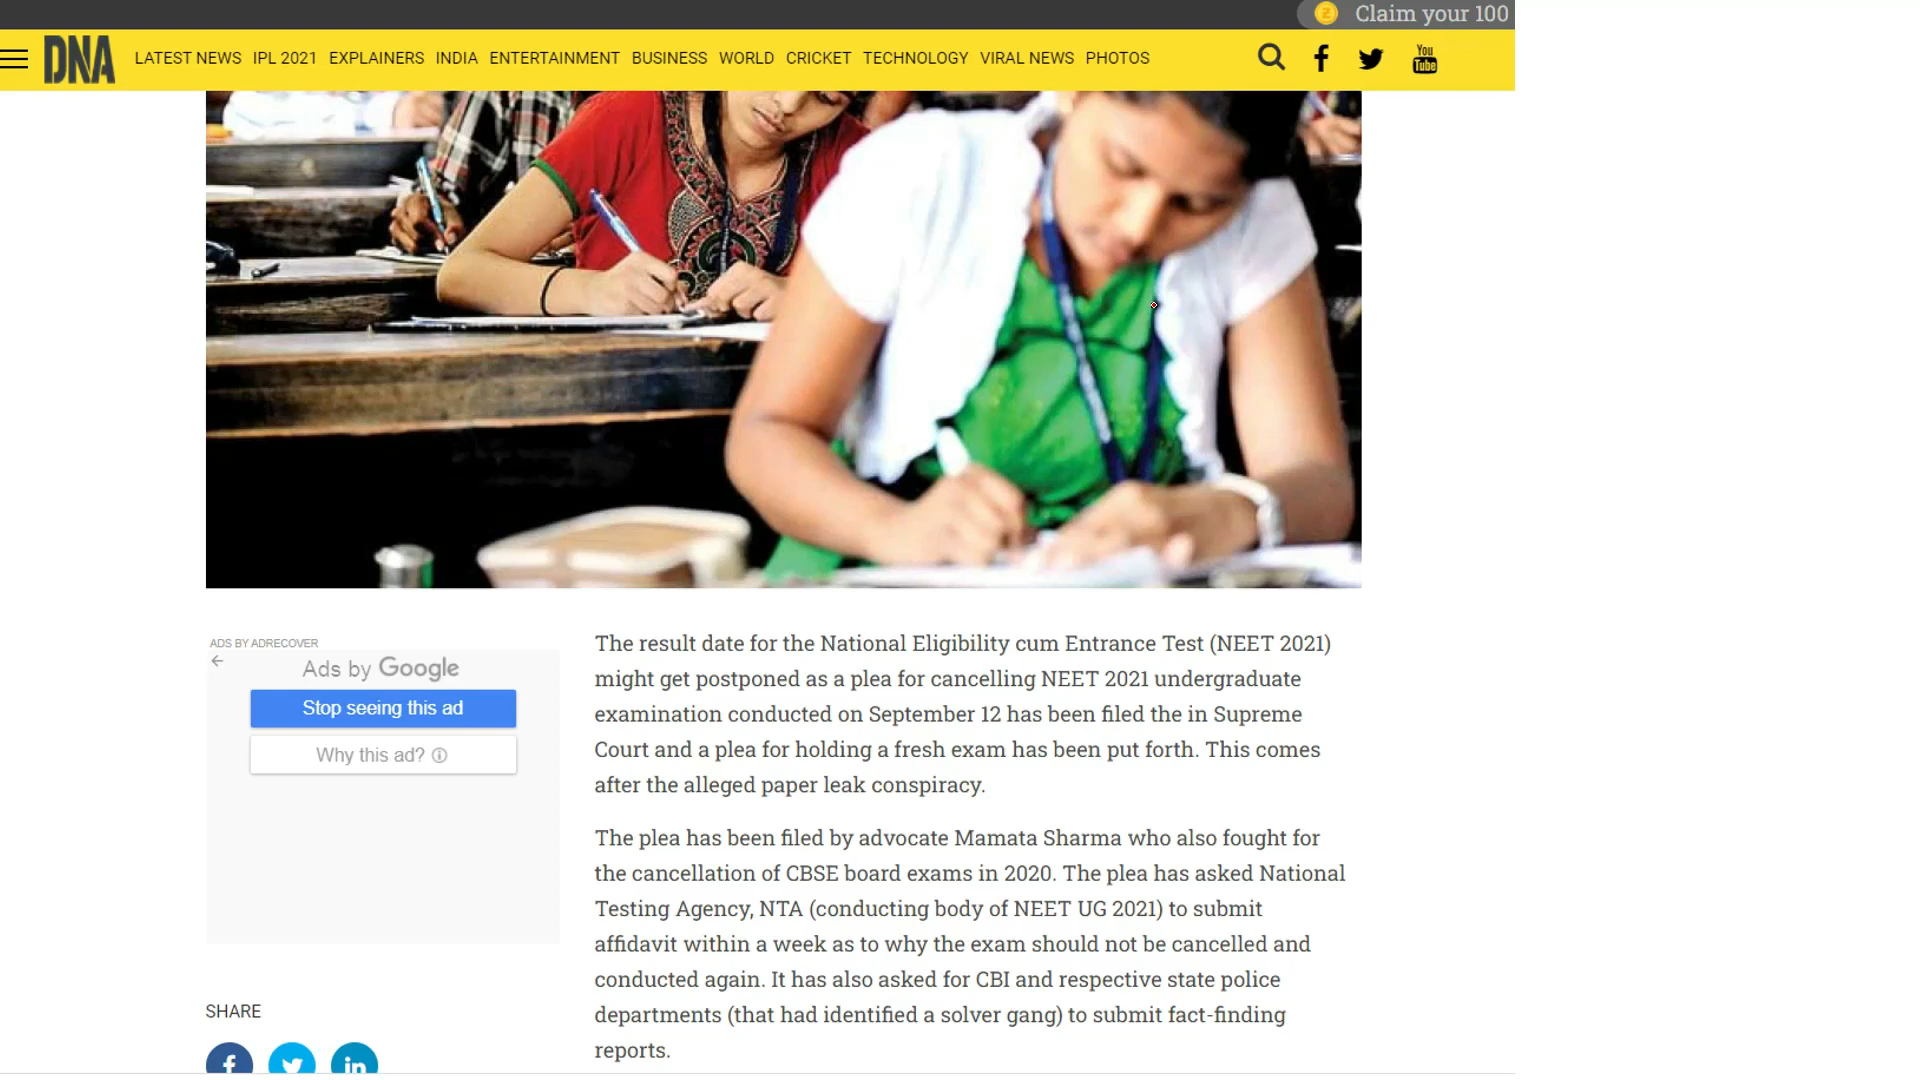 Claim your 100
DNA LATEST NEWS IPL 2021 EXPLAINERS INDIA ENTERTAINMENT BUSINESS WORLD CRICKET TECHNOLOGY VIRAL NEWS PHOTOS You Tube
ADS BY ADRECOVER
Ads by Google
Stop seeing this ad
Why this ad?
SHARE
The result date for the National Eligibility cum Entrance Test (NEET 2021)
might get postponed as a plea for cancelling NEET 2021 undergraduate
examination conducted on September 12 has been filed the in Supreme
Court and a plea for holding a fresh exam has been put forth. This comes
after the alleged paper leak conspiracy.
The plea has been filed by advocate Mamata Sharma who also fought for
the cancellation of CBSE board exams in 2020. The plea has asked National
Testing Agency, NTA (conducting body of NEET UG 2021) to submit
affidavit within a week as to why the exam should not be cancelled and
conducted again. It has also asked for CBI and respective state police
departments (that had identified a solver gang) to submit fact-finding
reports.